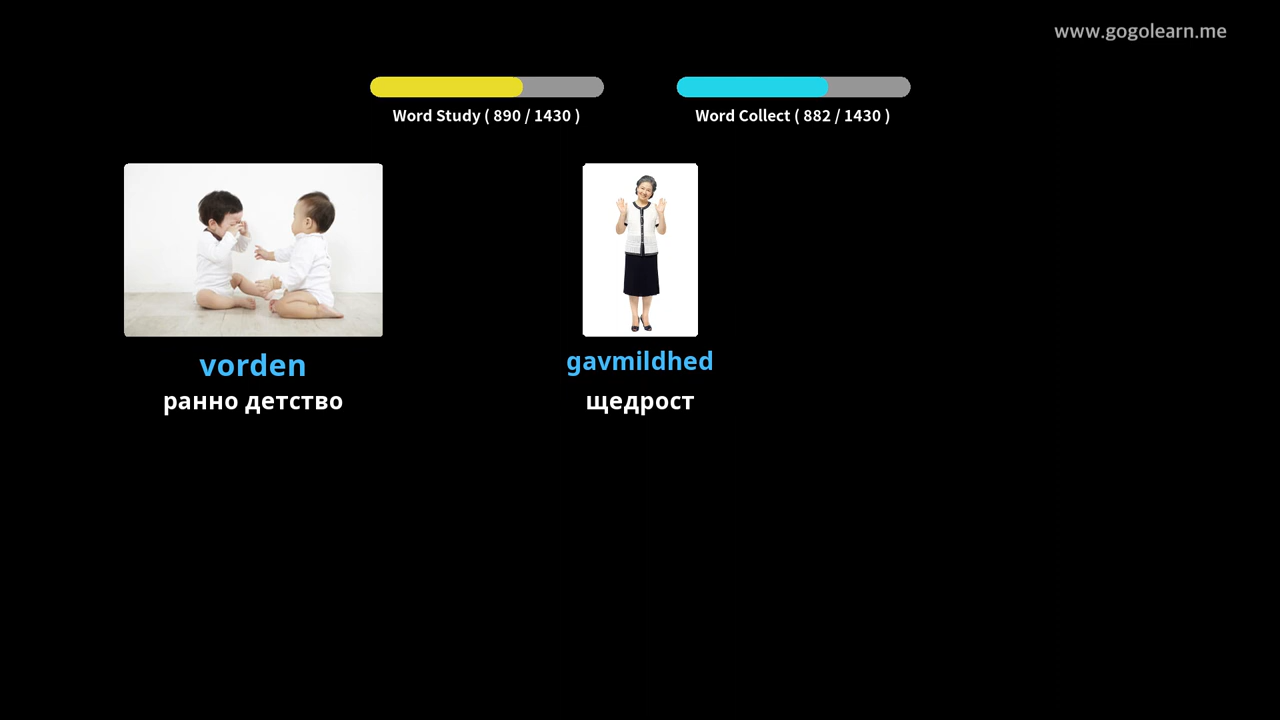 www.gogolearn.me
Word Study ( 890 / 1430 )
Word Collect ( 882 / 1430 )
vorden
ранно детство
gavmildhed
щедрост